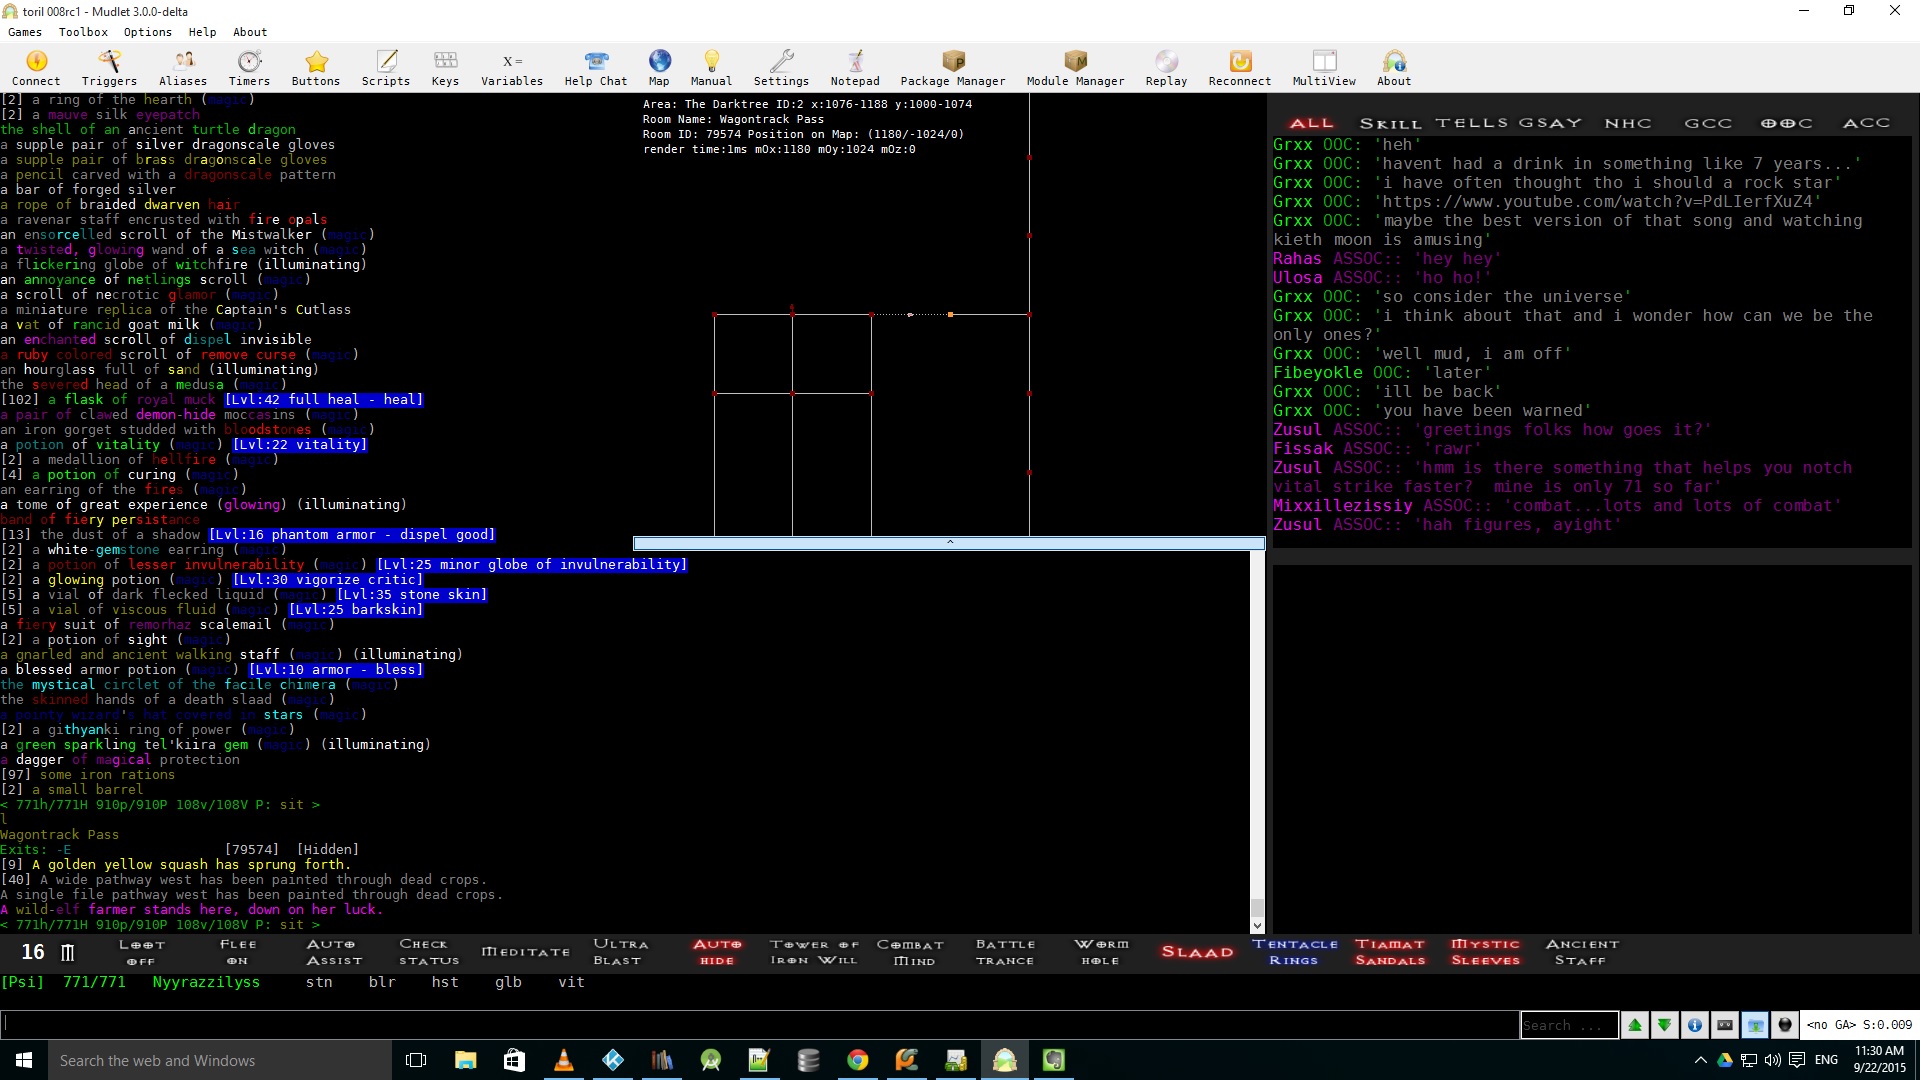 toril 008rc1 - Mudlet 3.0.0-delta
Games Toolbox Options Help About
Connect Triggers Aliases Timers Buttons Scripts Keys Variables Help Chat Map Manual Settings Notepad Package Manager Module Manager Replay Reconnect MultiView About
X =
[2] a ring of the hearth (magic)
[2] a mauve silk eyepatch
the shell of an ancient turtle dragon
a supple pair of silver dragonscale gloves
a supple pair of brass dragonscale gloves
a pencil carved with a dragonscale pattern
a bar of forged silver
a rope of braided dwarven hair
a ravenar staff encrusted with fire opals
an ensorcelled scroll of the Mistwalker (magic)
a twisted, glowing wand of a sea witch (magic)
a flickering globe of witchfire (illuminating)
an annoyance of netlings scroll (magic)
a scroll of necrotic glamor (magic)
a miniature replica of the Captain's Cutlass
a vat of rancid goat milk (magic)
an enchanted scroll of dispel invisible
a ruby colored scroll of remove curse (magic)
an hourglass full of sand (illuminating)
the severed head of a medusa (magic)
[102] a flask of royal muck [Lvl:42 full heal - heal]
a pair of clawed demon-hide moccasins (magic)
an iron gorget studded with bloodstones (magic)
a potion of vitality (magic) [Lvl:22 vitality]
[2] a medallion of hellfire (magic)
[4] a potion of curing (magic)
an earring of the fires (magic)
a tome of great experience (glowing) (illuminating)
band of fiery persistance
[13] the dust of a shadow [Lvl:16 phantom armor - dispel good]
[2] a white-gemstone earring (magic)
[2] a potion of lesser invulnerability (magic) [Lvl:25 minor globe of invulnerability]
[2] a glowing potion (magic) [Lvl:30 vigorize critic]
[5] a vial of dark flecked liquid (magic) [Lvl:35 stone skin]
[5] a vial of viscous fluid (magic) [Lvl:25 barkskin]
a fiery suit of remorhaz scalemail (magic)
[2] a potion of sight (magic)
a gnarled and ancient walking staff (magic) (illuminating)
a blessed armor potion (magic) [Lvl:10 armor - bless]
the mystical circlet of the facile chimera (magic)
the skinned hands of a death slaad (magic)
a pointy wizard's hat covered in stars (magic)
[2] a githyanki ring of power (magic)
a green sparkling tel'kiira gem (magic) (illuminating)
a dagger of magical protection
[97] some iron rations
[2] a small barrel
< 771h/771H 910p/910P 108v/108V P: sit >
l
Wagontrack Pass
Exits: -E [79574] [Hidden]
[9] A golden yellow squash has sprung forth.
[40] A wide pathway west has been painted through dead crops.
A single file pathway west has been painted through dead crops.
A wild-elf farmer stands here, down on her luck.
< 771h/771H 910p/910P 108v/108V P: sit >
Area: The Darktree ID:2 x:1076-1188 y:1000-1074
Room Name: Wagontrack Pass
Room ID: 79574 Position on Map: (1180/-1024/0)
render time:1ms mOx:1180 mOy:1024 mOz:0
ALL SKILL TELLS GSAY NHC GCC OOC ACC
Grxx OOC: 'heh'
Grxx OOC: 'havent had a drink in something like 7 years...'
Grxx OOC: 'i have often thought tho i should a rock star'
Grxx OOC: 'https://www.youtube.com/watch?v=PdLIerfXuZ4'
Grxx OOC: 'maybe the best version of that song and watching
kieth moon is amusing'
Rahas ASSOC:: 'hey hey'
Ulosa ASSOC:: 'ho ho!'
Grxx OOC: 'so consider the universe'
Grxx OOC: 'i think about that and i wonder how can we be the
only ones?'
Grxx OOC: 'well mud, i am off'
Fibeyokle OOC: 'later'
Grxx OOC: 'ill be back'
Grxx OOC: 'you have been warned'
Zusul ASSOC:: 'greetings folks how goes it?'
Fissak ASSOC:: 'rawr'
Zusul ASSOC:: 'hmm is there something that helps you notch
vital strike faster?  mine is only 71 so far'
Mixxillezissiy ASSOC:: 'combat...lots and lots of combat'
Zusul ASSOC:: 'hah figures, ayight'
16 LOOT OFF FLEE ON AUTO ASSIST CHECK STATUS MEDITATE ULTRA BLAST AUTO HIDE TOWER OF IRON WILL COMBAT MIND BATTLE TRANCE WORM HOLE SLAAD TENTACLE RINGS TIAMAT SANDALS MYSTIC SLEEVES ANCIENT STAFF
[Psi] 771/771 Nyyrazzilyss stn blr hst glb vit
Search ... <no GA> S:0.009
Search the web and Windows
ENG
11:30 AM
9/22/2015